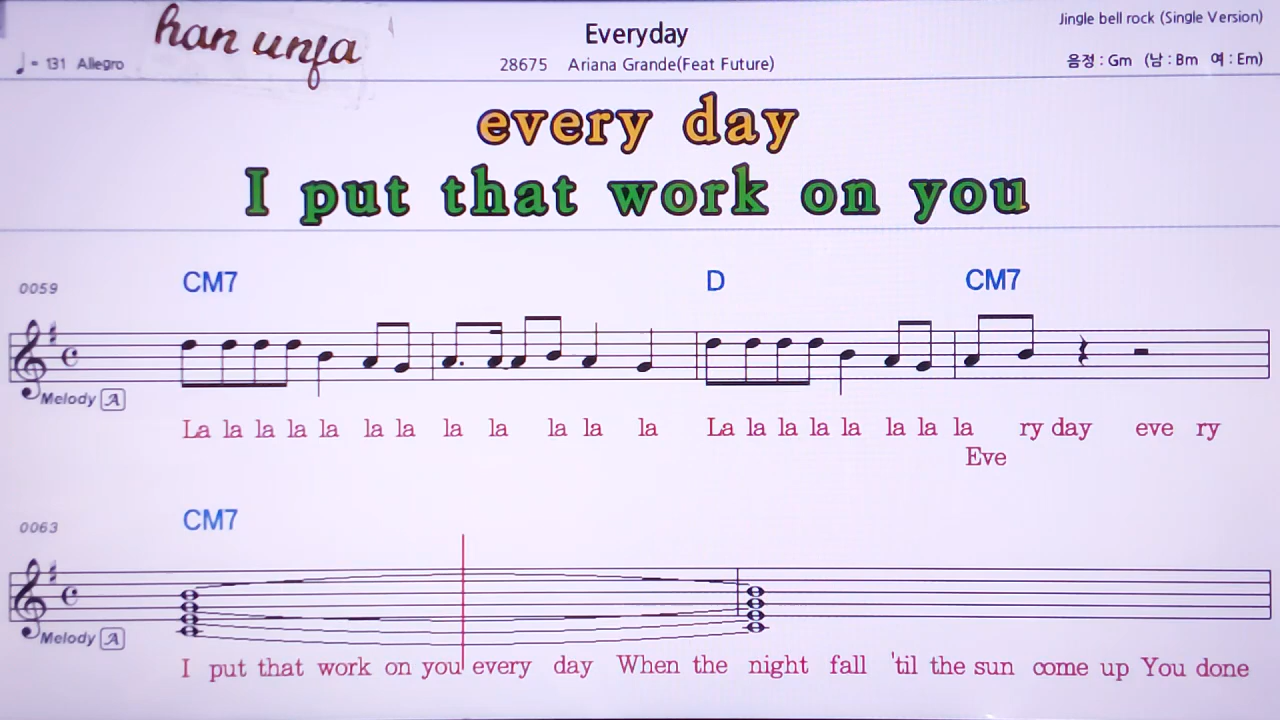 han unfa
Everyday
Jingle bell rock (Single Version)
♩= 131 Allegro
28675 Ariana Grande(Feat Future)
음정 : Gm (남 : Bm 여 : Em)
every day
I put that work on you
CM7 D CM7
0059
Melody A
La la la la la la la la la la la la La la la la la la la la ry day eve ry
Eve
CM7
0063
Melody A
I put that work on you every day When the night fall 'til the sun come up You done